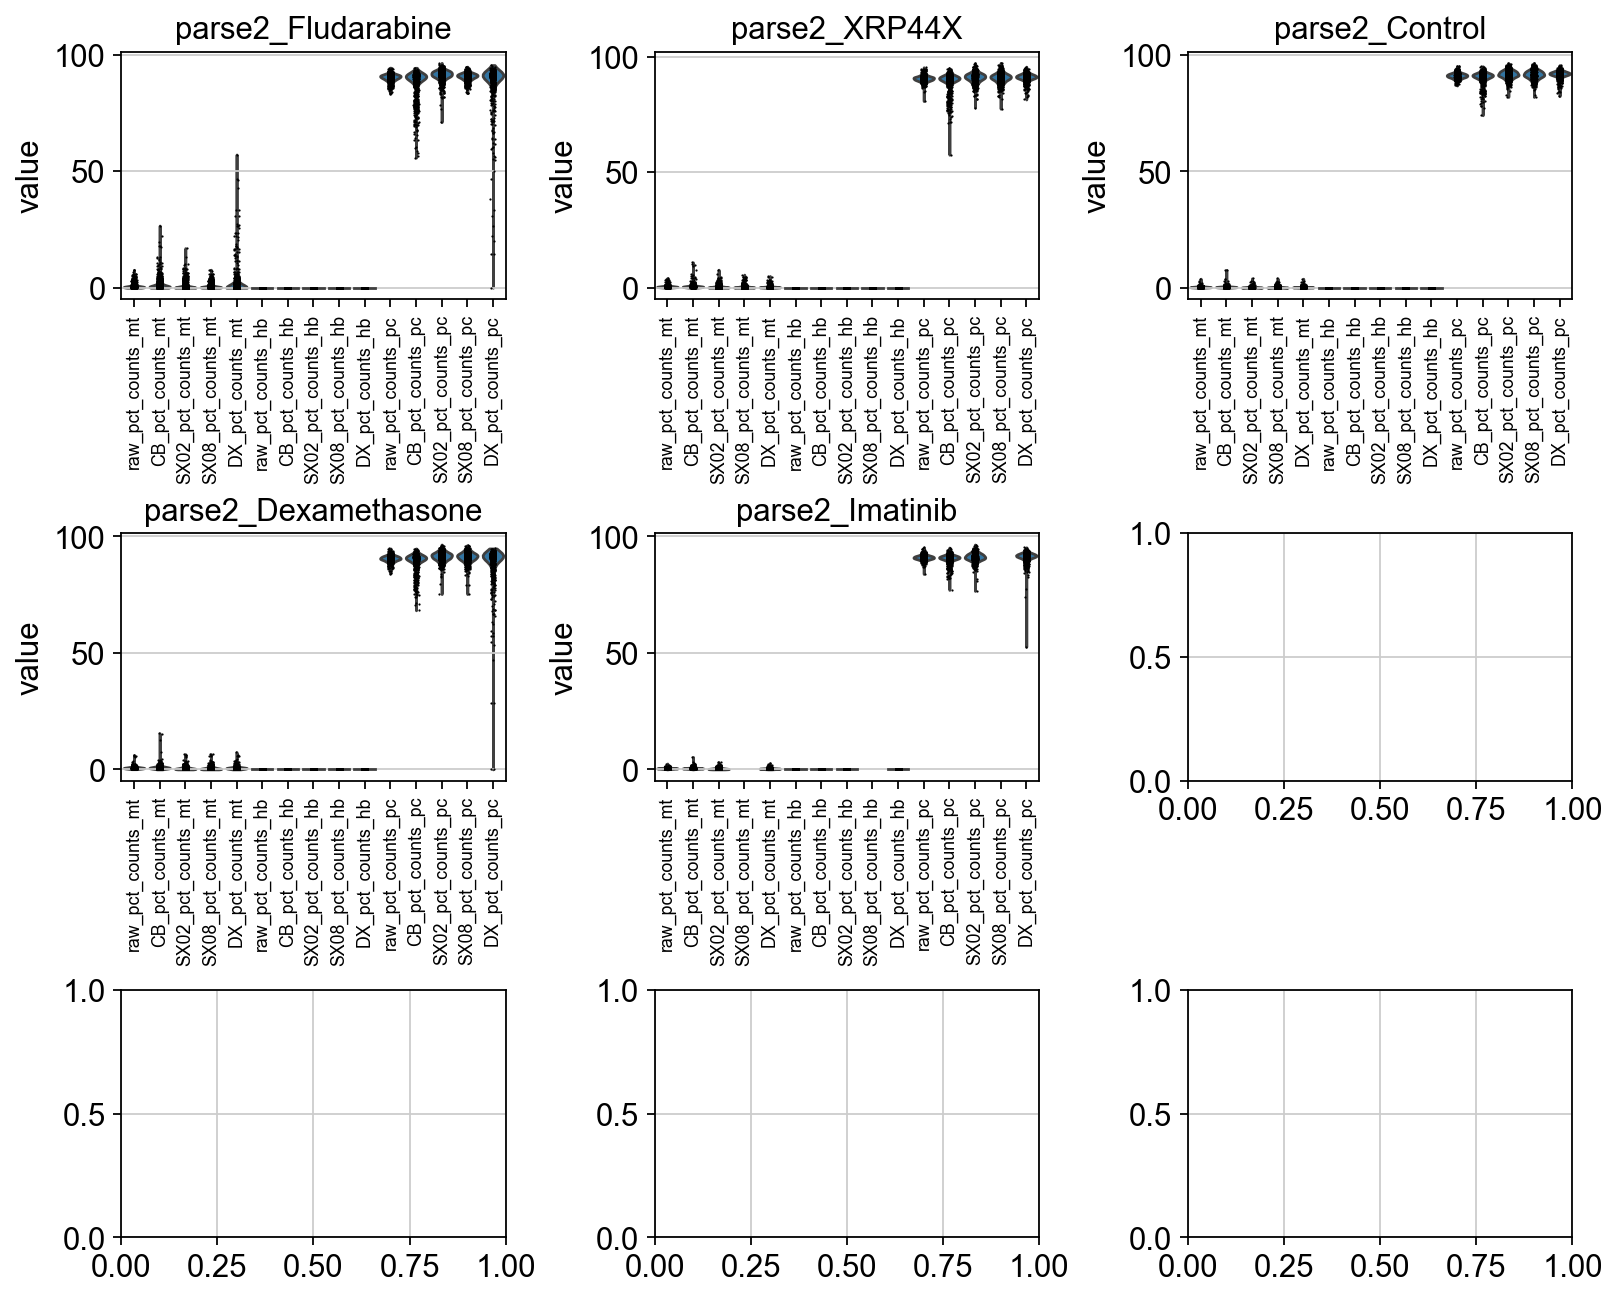 parse2_Fludarabine
100
50
0
value
raw_pct_counts_mt
CB_pct_counts_mt
SX02_pct_counts_mt
SX08_pct_counts_mt
DX_pct_counts_mt
raw_pct_counts_hb
CB_pct_counts_hb
SX02_pct_counts_hb
SX08_pct_counts_hb
DX_pct_counts_hb
raw_pct_counts_pc
CB_pct_counts_pc
SX02_pct_counts_pc
SX08_pct_counts_pc
DX_pct_counts_pc
parse2_XRP44X
100
50
0
value
raw_pct_counts_mt
CB_pct_counts_mt
SX02_pct_counts_mt
SX08_pct_counts_mt
DX_pct_counts_mt
raw_pct_counts_hb
CB_pct_counts_hb
SX02_pct_counts_hb
SX08_pct_counts_hb
DX_pct_counts_hb
raw_pct_counts_pc
CB_pct_counts_pc
SX02_pct_counts_pc
SX08_pct_counts_pc
DX_pct_counts_pc
parse2_Control
100
50
0
value
raw_pct_counts_mt
CB_pct_counts_mt
SX02_pct_counts_mt
SX08_pct_counts_mt
DX_pct_counts_mt
raw_pct_counts_hb
CB_pct_counts_hb
SX02_pct_counts_hb
SX08_pct_counts_hb
DX_pct_counts_hb
raw_pct_counts_pc
CB_pct_counts_pc
SX02_pct_counts_pc
SX08_pct_counts_pc
DX_pct_counts_pc
parse2_Dexamethasone
100
50
0
value
raw_pct_counts_mt
CB_pct_counts_mt
SX02_pct_counts_mt
SX08_pct_counts_mt
DX_pct_counts_mt
raw_pct_counts_hb
CB_pct_counts_hb
SX02_pct_counts_hb
SX08_pct_counts_hb
DX_pct_counts_hb
raw_pct_counts_pc
CB_pct_counts_pc
SX02_pct_counts_pc
SX08_pct_counts_pc
DX_pct_counts_pc
parse2_Imatinib
100
50
0
value
raw_pct_counts_mt
CB_pct_counts_mt
SX02_pct_counts_mt
SX08_pct_counts_mt
DX_pct_counts_mt
raw_pct_counts_hb
CB_pct_counts_hb
SX02_pct_counts_hb
SX08_pct_counts_hb
DX_pct_counts_hb
raw_pct_counts_pc
CB_pct_counts_pc
SX02_pct_counts_pc
SX08_pct_counts_pc
DX_pct_counts_pc
1.0
0.5
0.0
0.00 0.25 0.50 0.75 1.00
1.0
0.5
0.0
0.00 0.25 0.50 0.75 1.00
1.0
0.5
0.0
0.00 0.25 0.50 0.75 1.00
1.0
0.5
0.0
0.00 0.25 0.50 0.75 1.00